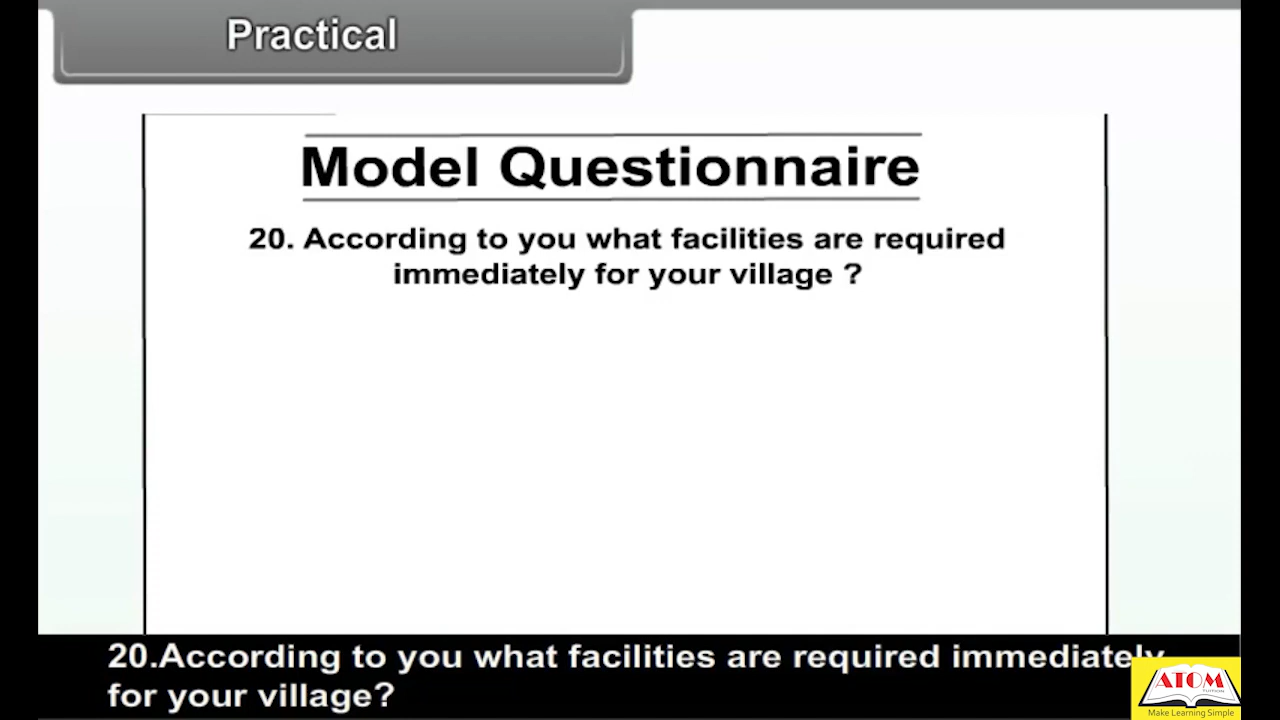 Practical
Model Questionnaire
20. According to you what facilities are required
immediately for your village ?
20.According to you what facilities are required immediately
for your village?
ATOM
TUITION
Make Learning Simple